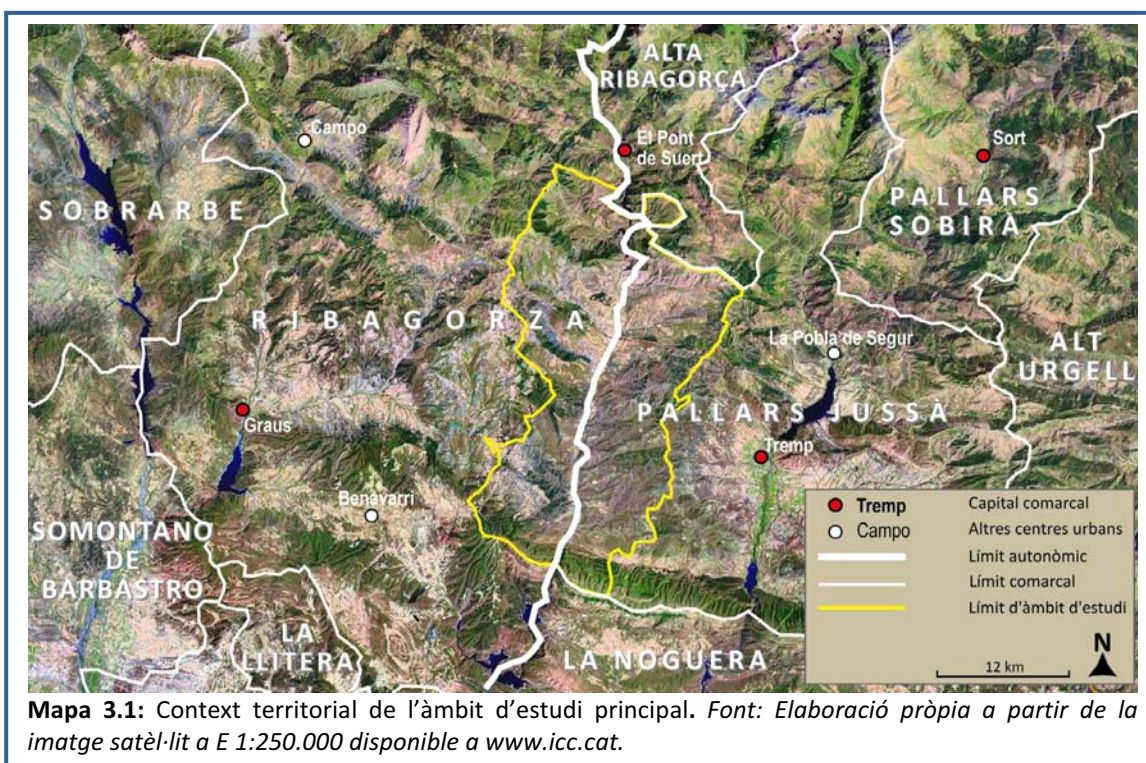 ALTA
RIBAGORÇA
Campo
El Pont
de Suert
Sort
SOBRARBE
PALLARS
SOBIRÀ
RIBAGORZA
La Pobla de Segur
ALT
URGELL
PALLARS JUSSÀ
Graus
Tremp
Benavarri
SOMONTANO
DE
BARBASTRO
LA
LLITERA
LA NOGUERA
Tremp Capital comarcal
Campo Altres centres urbans
Límit autonòmic
Límit comarcal
Límit d'àmbit d'estudi
N
12 km
Mapa 3.1: Context territorial de l’àmbit d’estudi principal. Font: Elaboració pròpia a partir de la
imatge satèl·lit a E 1:250.000 disponible a www.icc.cat.